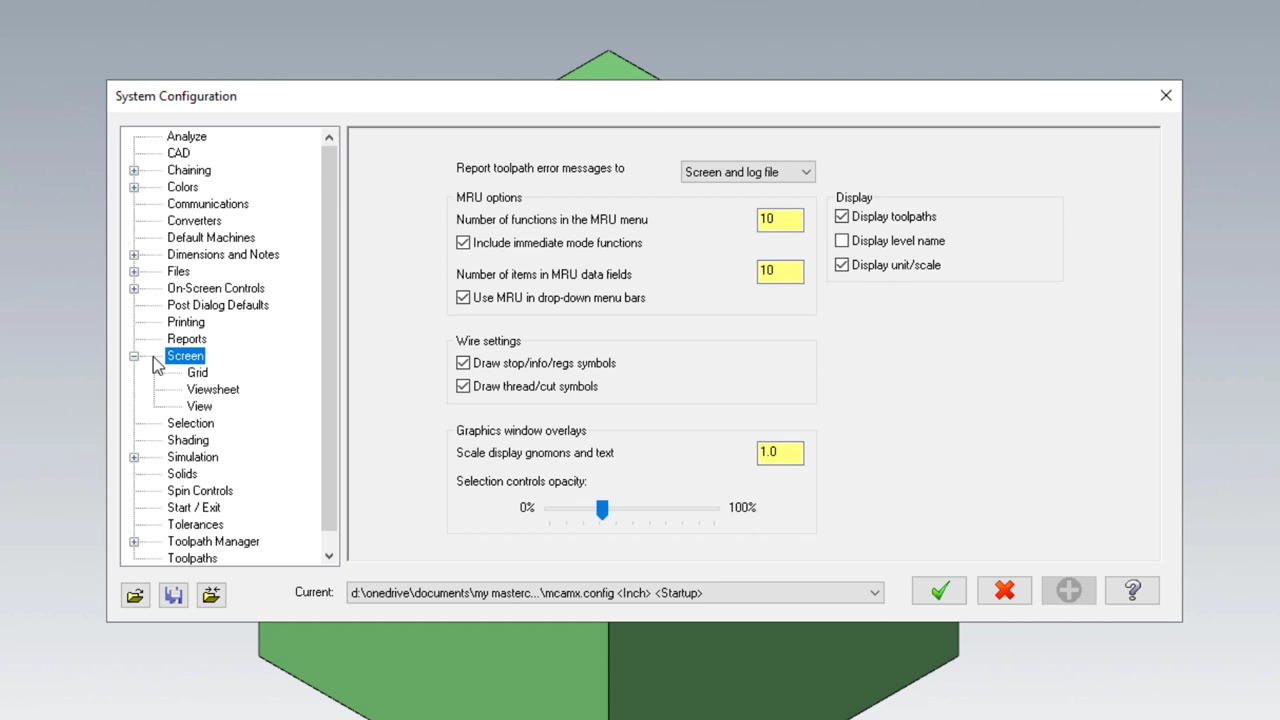 System Configuration
Analyze
CAD
Chaining
Colors
Communications
Converters
Default Machines
Dimensions and Notes
Files
On-Screen Controls
Post Dialog Defaults
Printing
Reports
Screen
Grid
Viewsheet
View
Selection
Shading
Simulation
Solids
Spin Controls
Start / Exit
Tolerances
Toolpath Manager
Toolpaths
Report toolpath error messages to
Screen and log file
MRU options
Number of functions in the MRU menu
10
Include immediate mode functions
Number of items in MRU data fields
10
Use MRU in drop-down menu bars
Display
Display toolpaths
Display level name
Display unit/scale
Wire settings
Draw stop/info/regs symbols
Draw thread/cut symbols
Graphics window overlays
Scale display gnomons and text
1.0
Selection controls opacity:
0%
100%
Current:
d:\onedrive\documents\my masterc...\mcamx.config <Inch> <Startup>